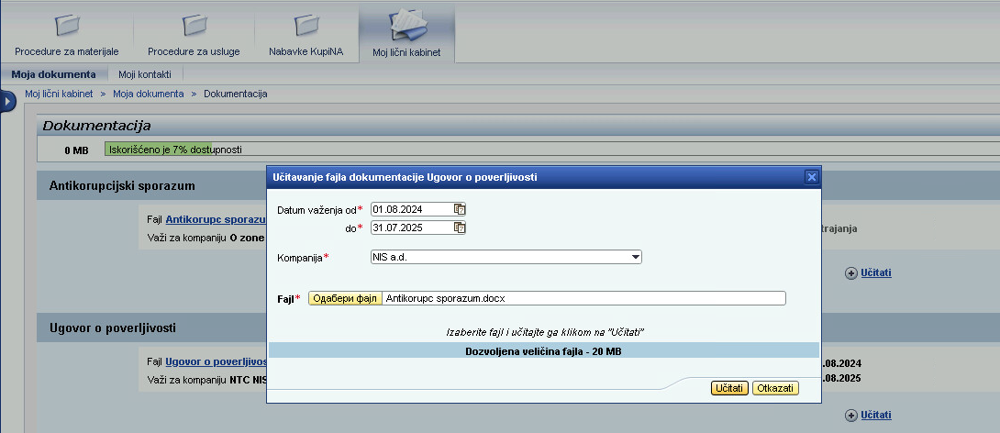 Procedure za materijale
Procedure za usluge
Nabavke KupiNA
Moj lični kabinet
Moja dokumenta
Moji kontakti
Moj lični kabinet > Moja dokumenta > Dokumentacija
Dokumentacija
0 MB
Iskorišćeno je 7% dostupnosti
Antikorupcijski sporazum
Fajl Antikorupc sporazu
Važi za kompaniju O zone
trajanja
Učitati
Učitavanje fajla dokumentacije Ugovor o poverljivosti
Datum važenja od* 01.08.2024
do* 31.07.2025
Kompanija* NIS a.d.
Fajl* Одабери фајл Antikorupc sporazum.docx
Izaberite fajl i učitajte ga klikom na "Učitati"
Dozvoljena veličina fajla - 20 MB
Učitati
Otkazati
Ugovor o poverljivosti
Fajl Ugovor o poverljivos
.08.2024
Važi za kompaniju NTC NIS
.08.2025
Učitati